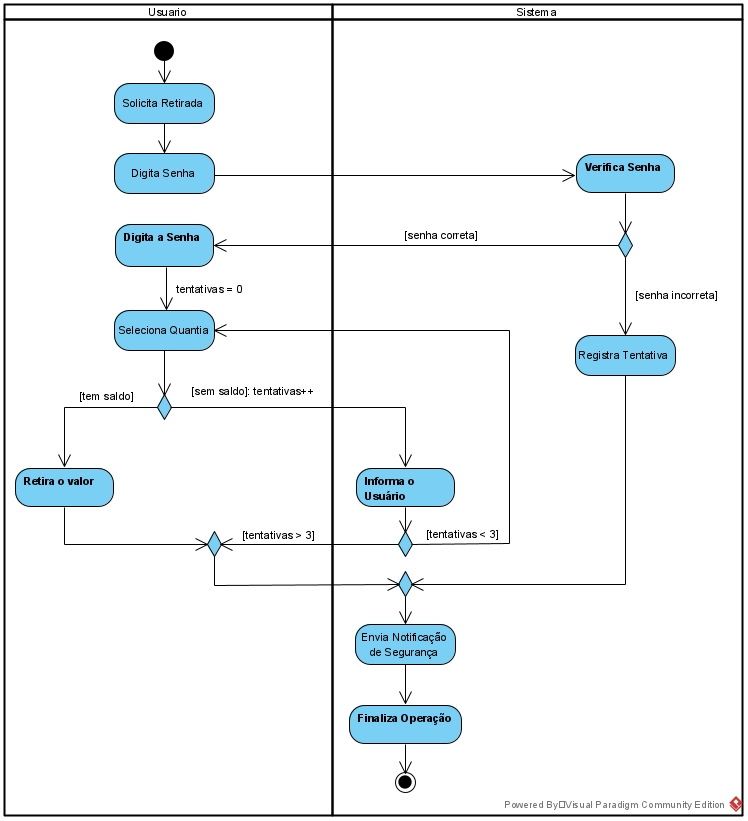 Usuario
Sistema
Solicita Retirada
Digita Senha
Verifica Senha
Digita a Senha
[senha correta]
tentativas = 0
[senha incorreta]
Seleciona Quantia
Registra Tentativa
[tem saldo]
[sem saldo]: tentativas++
Retira o valor
Informa o
Usuário
[tentativas > 3]
[tentativas < 3]
Envia Notificação
de Segurança
Finaliza Operação
Powered By Visual Paradigm Community Edition